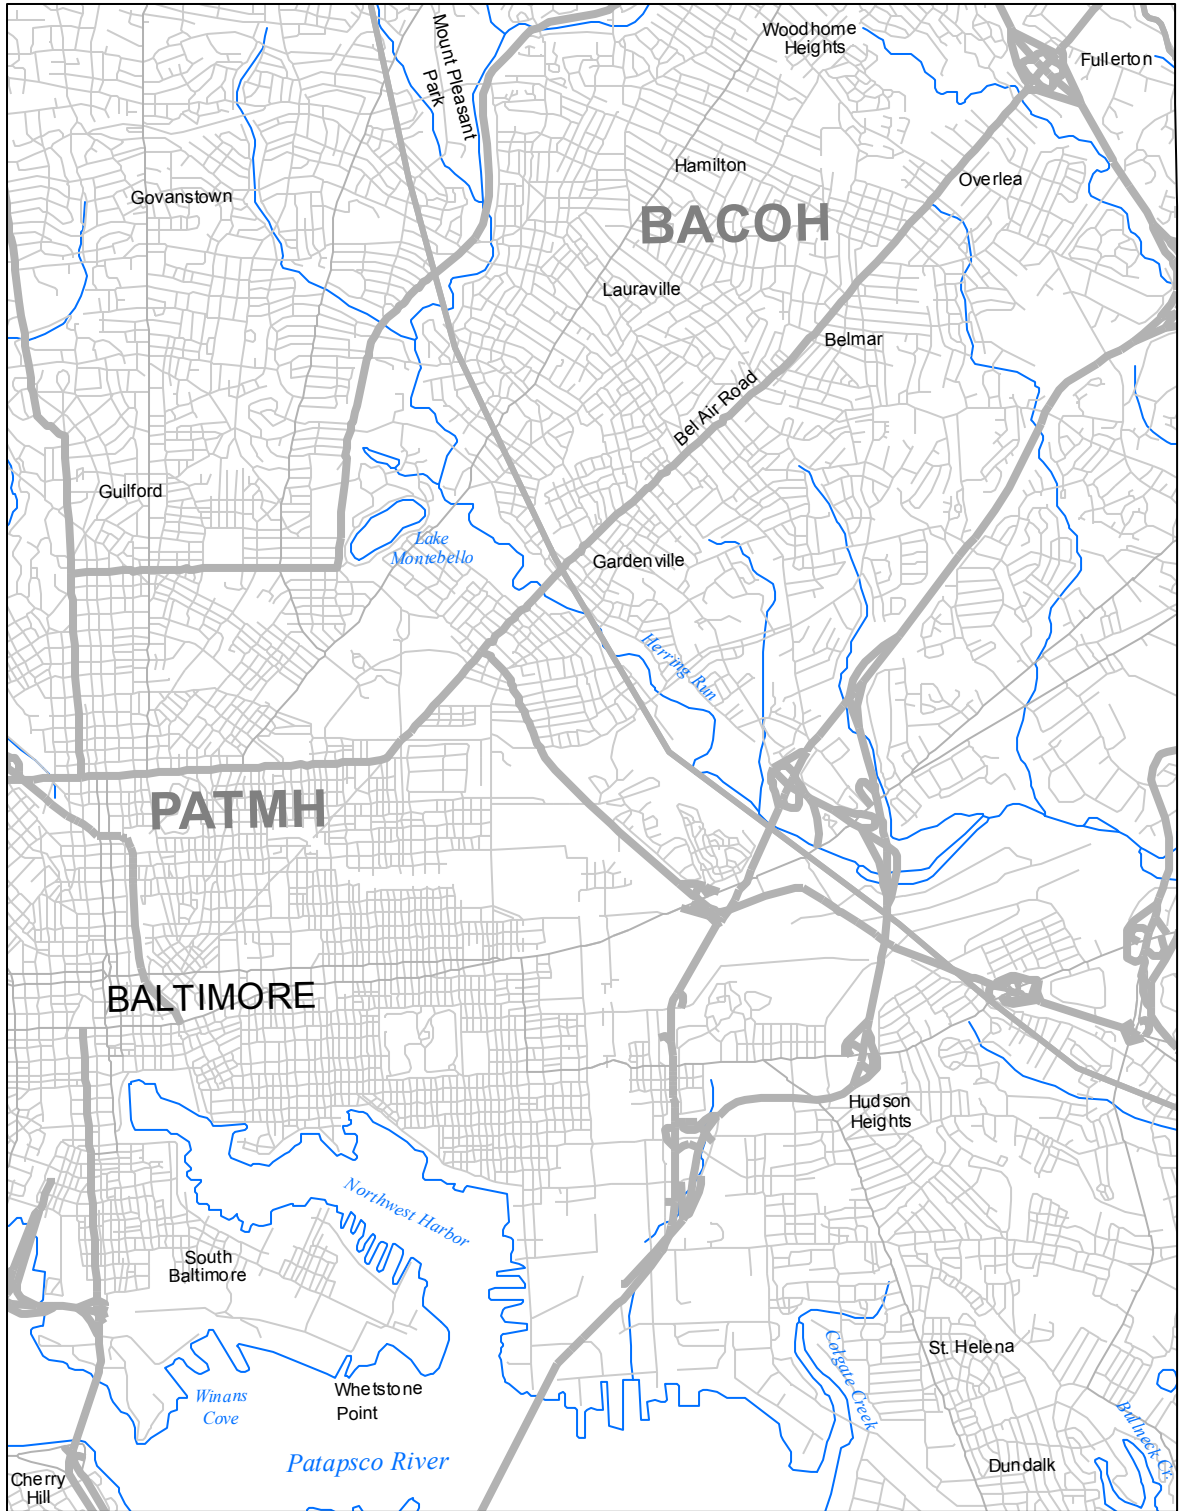 Woodhome
Heights
Fullerton
Mount Pleasant
Park
Hamilton
Overlea
Govanstown
BACOH
Lauraville
Belmar
Bel Air Road
Guilford
Lake
Montebello
Gardenville
Herring Run
PATMH
BALTIMORE
Hudson
Heights
Northwest Harbor
South
Baltimore
St. Helena
Colgate Creek
Whetstone
Point
Winans
Cove
Bullneck Cr.
Patapsco River
Dundalk
Cherry
Hill